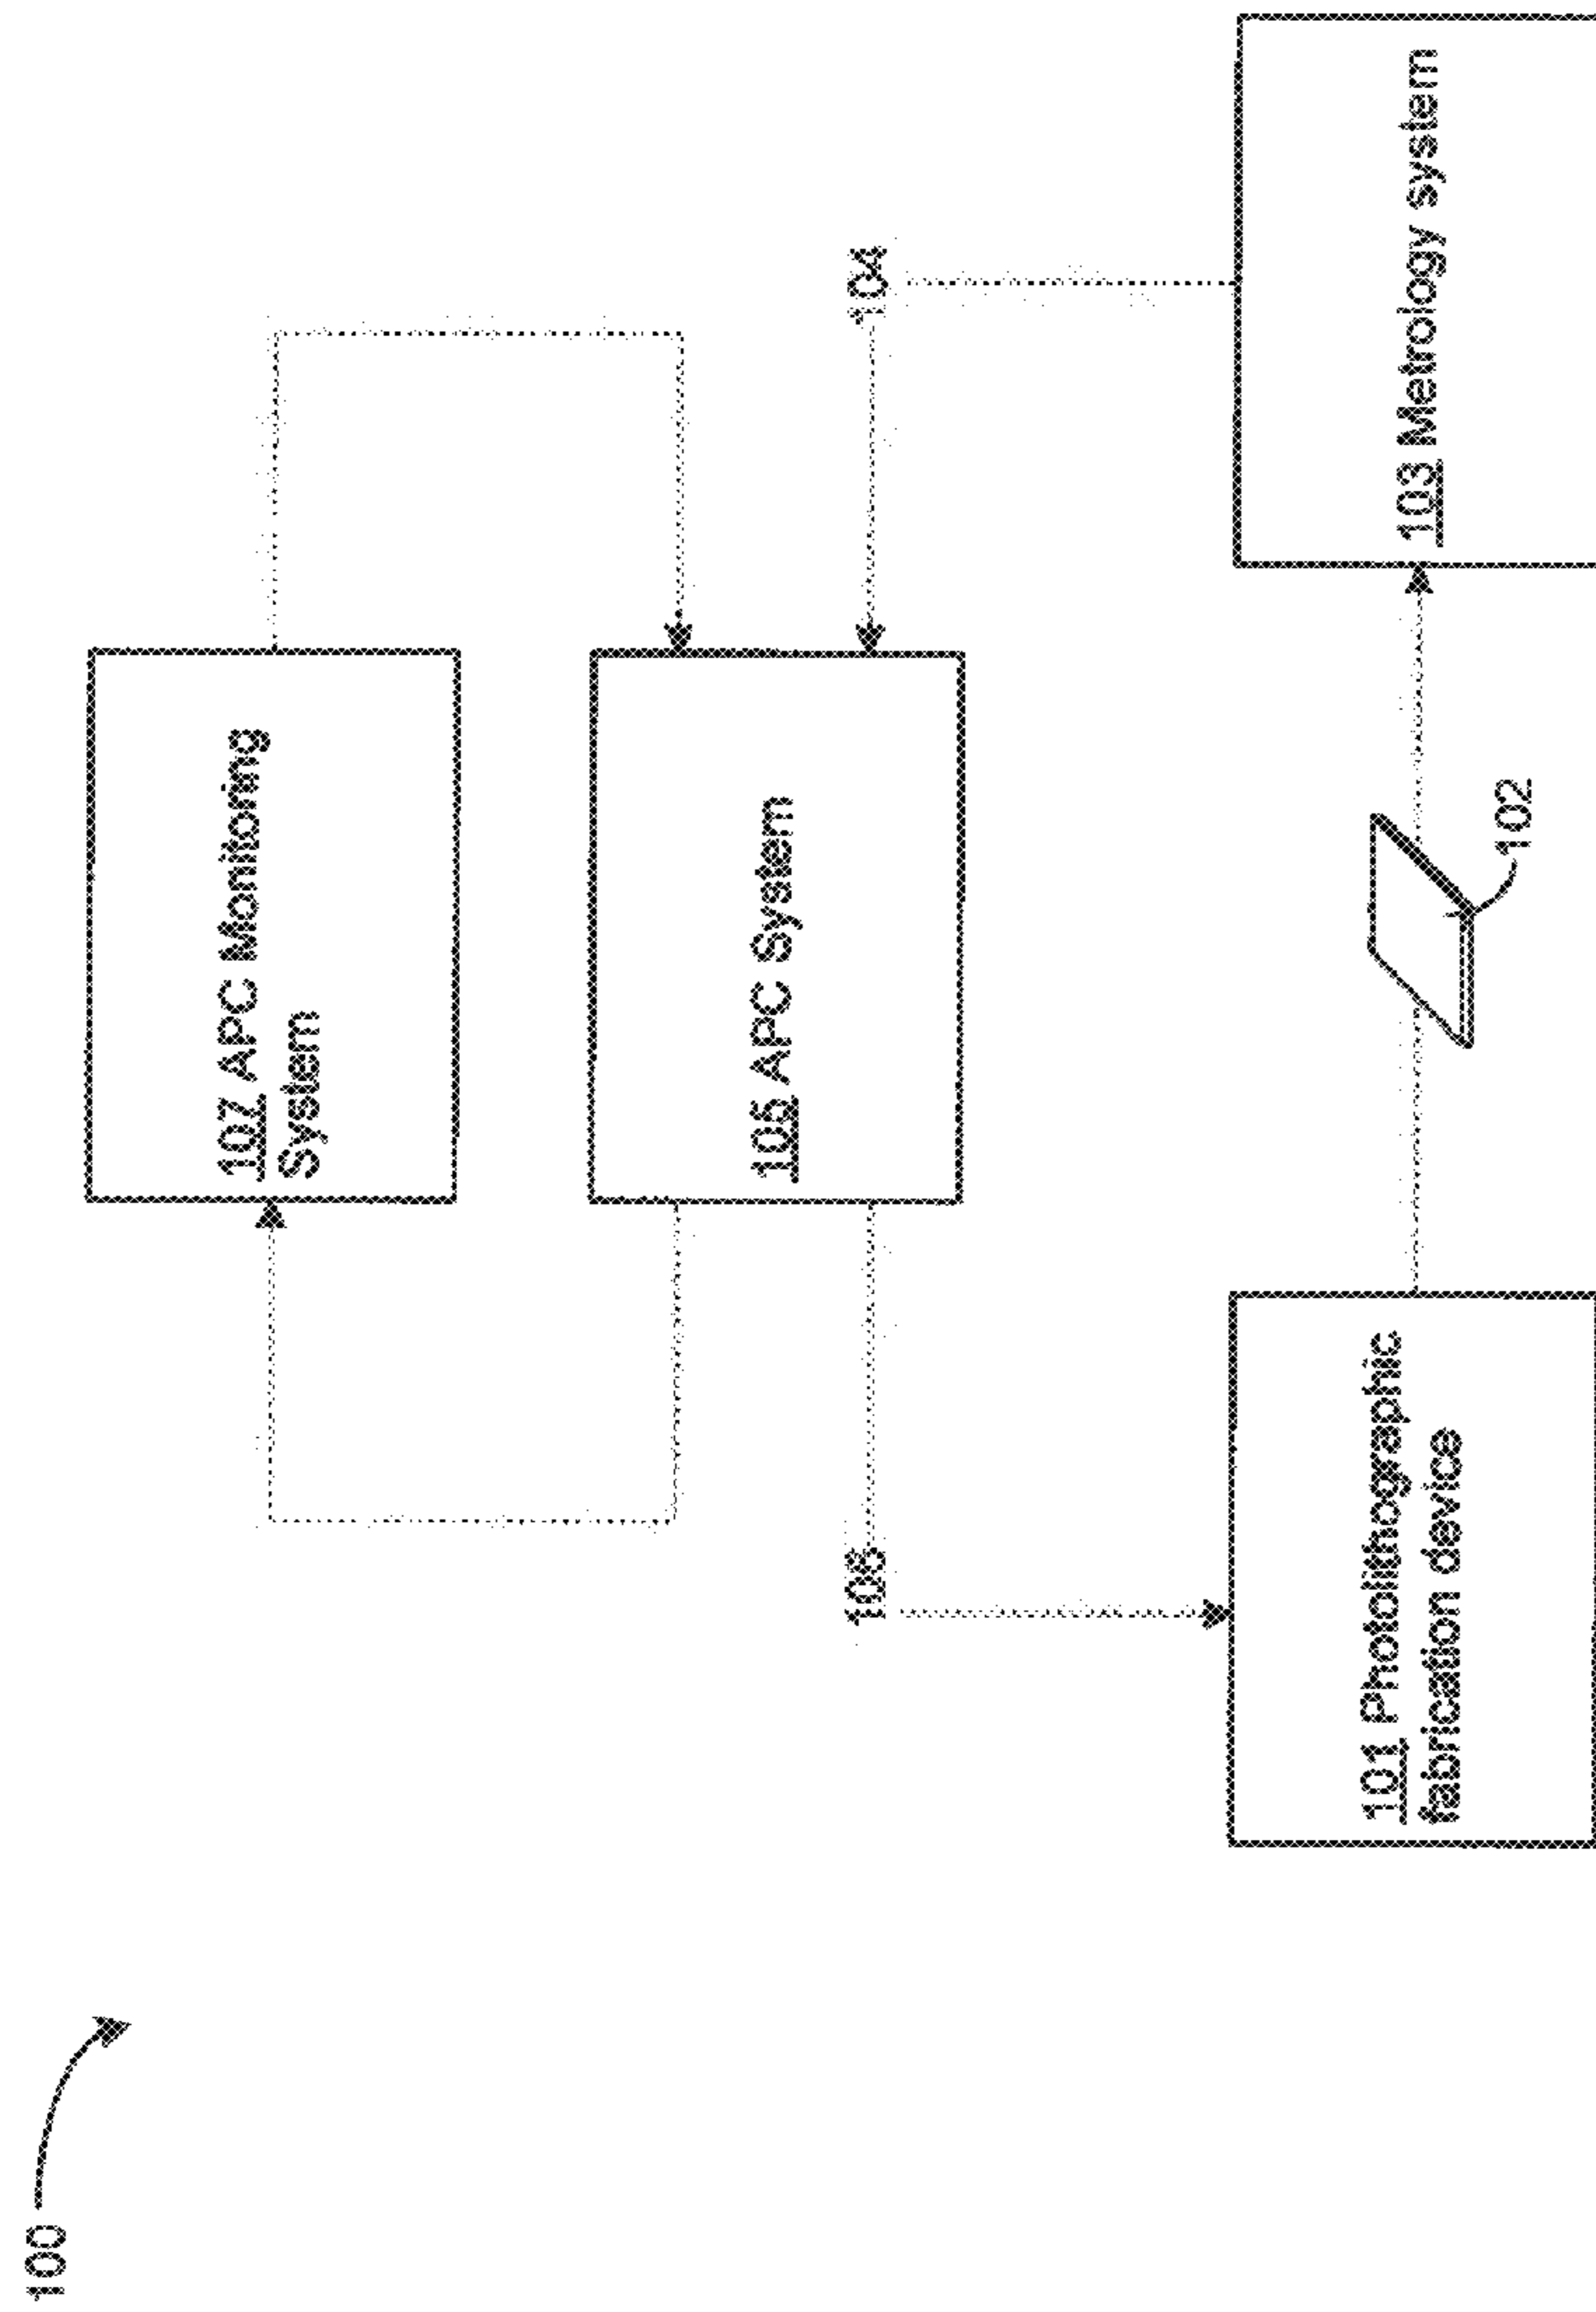 100
107 APC Monitoring
System
105 APC System
106
104
101 Photolithographic
fabrication device
102
103 Metrology system